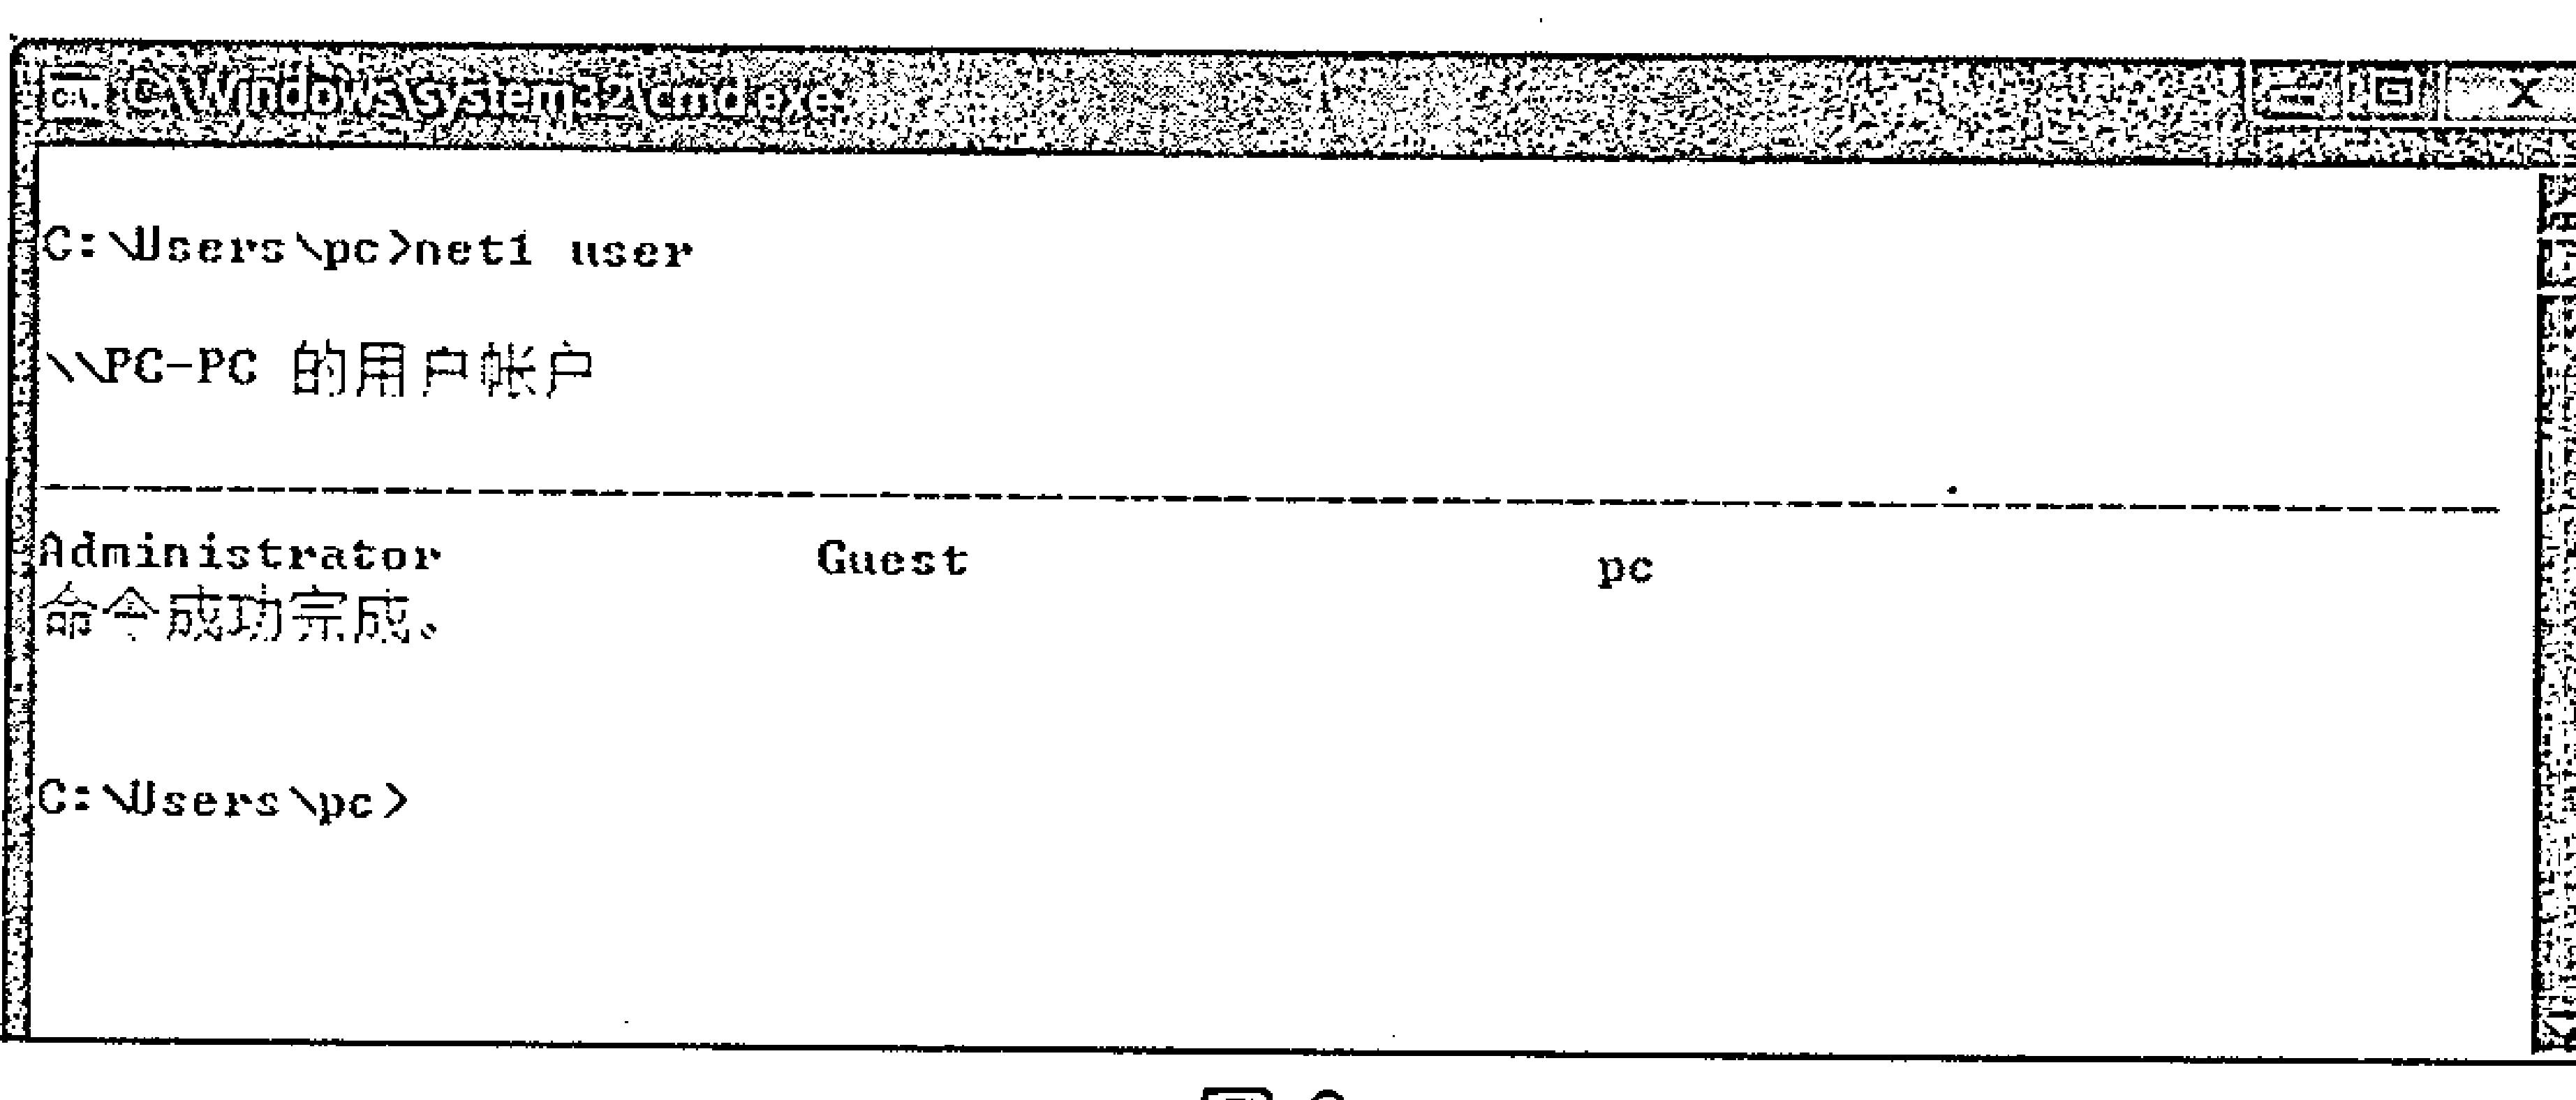 C:\Windows\system32\cmd.exe
C:\Users\pc>net1 user
\\PC-PC 的用户帐户
-------------------------------------------------------------------------------
Administrator Guest pc
命令成功完成。
C:\Users\pc>